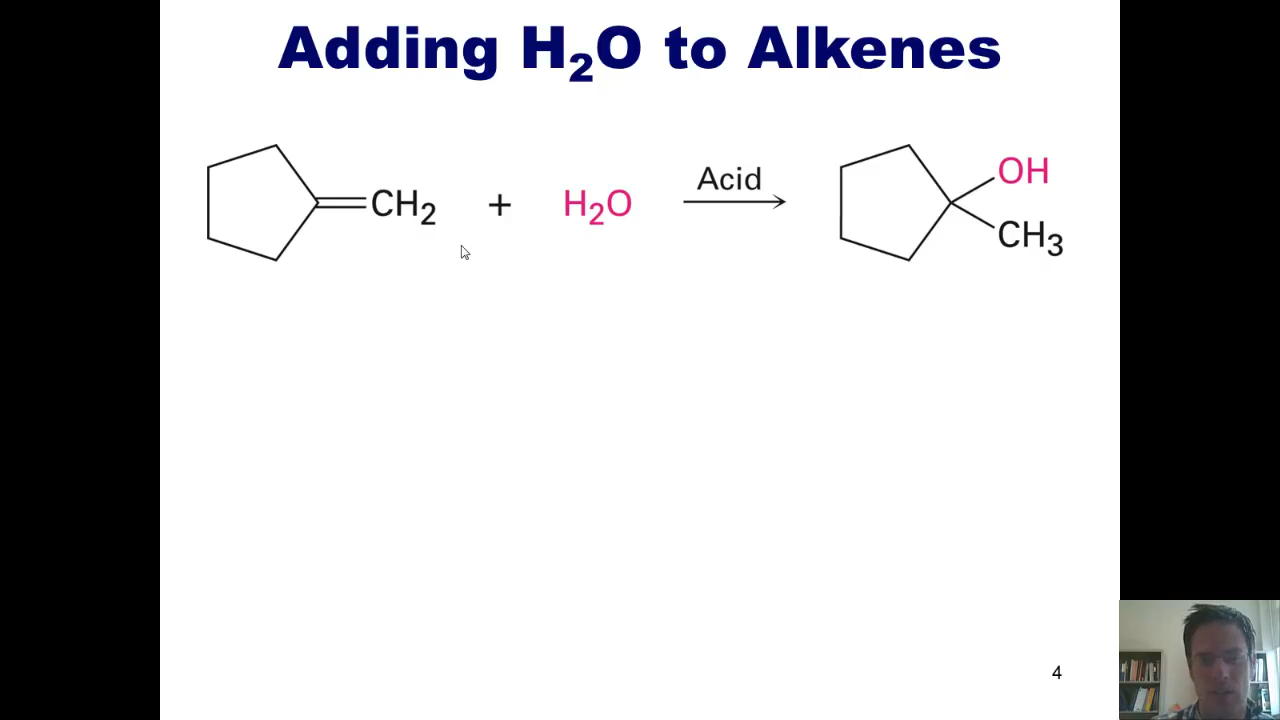 Adding H₂O to Alkenes
CH₂ + H₂O Acid OH
CH₃
4